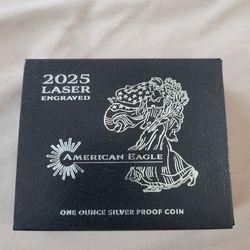 2025
LASER
ENGRAVED
AMERICAN EAGLE
ONE OUNCE SILVER PROOF COIN